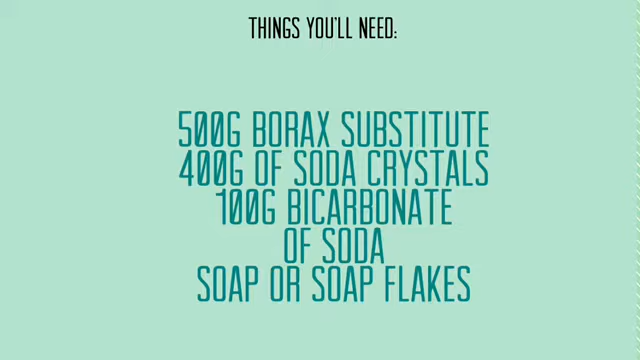 THINGS YOU'LL NEED:
500G BORAX SUBSTITUTE
400G OF SODA CRYSTALS
100G BICARBONATE
OF SODA
SOAP OR SOAP FLAKES